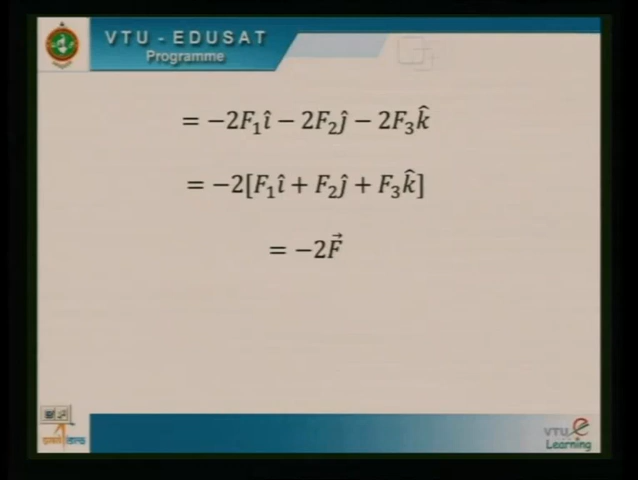 VTU - EDUSAT
Programme
= −2F₁î − 2F₂ĵ − 2F₃k̂
= −2[F₁î + F₂ĵ + F₃k̂]
= −2F⃗
VTU e
Learning